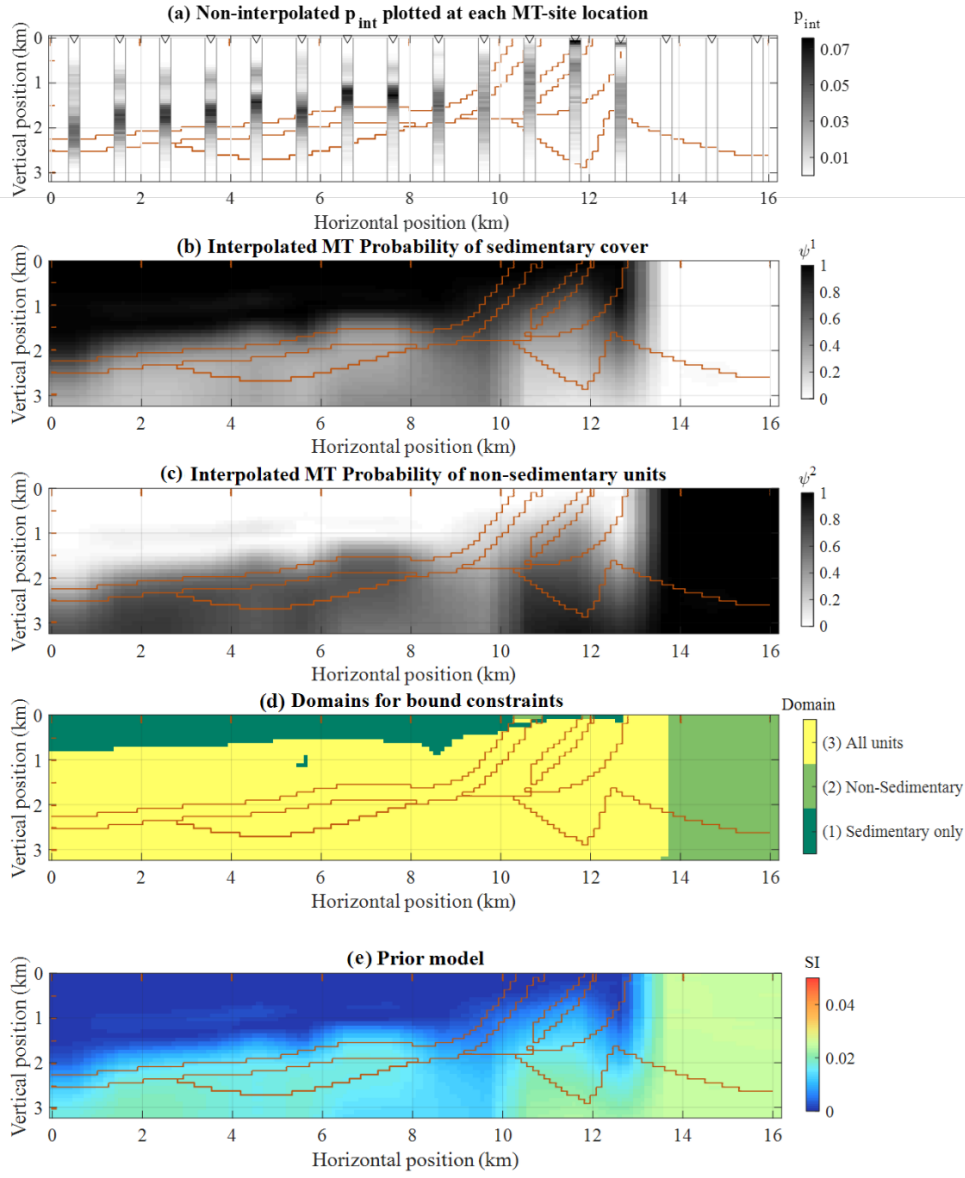 (a) Non-interpolated p_int plotted at each MT-site location
p_int
0
1
2
3
Vertical position (km)
0.07
0.05
0.03
0.01
0 2 4 6 8 10 12 14 16
Horizontal position (km)
(b) Interpolated MT Probability of sedimentary cover
ψ^1
0
1
2
3
Vertical position (km)
1
0.8
0.6
0.4
0.2
0
0 2 4 6 8 10 12 14 16
Horizontal position (km)
(c) Interpolated MT Probability of non-sedimentary units
ψ^2
0
1
2
3
Vertical position (km)
1
0.8
0.6
0.4
0.2
0
0 2 4 6 8 10 12 14 16
Horizontal position (km)
(d) Domains for bound constraints
Domain
0
1
2
3
Vertical position (km)
(3) All units
(2) Non-Sedimentary
(1) Sedimentary only
0 2 4 6 8 10 12 14 16
Horizontal position (km)
(e) Prior model
SI
0
1
2
3
Vertical position (km)
0.04
0.02
0
0 2 4 6 8 10 12 14 16
Horizontal position (km)